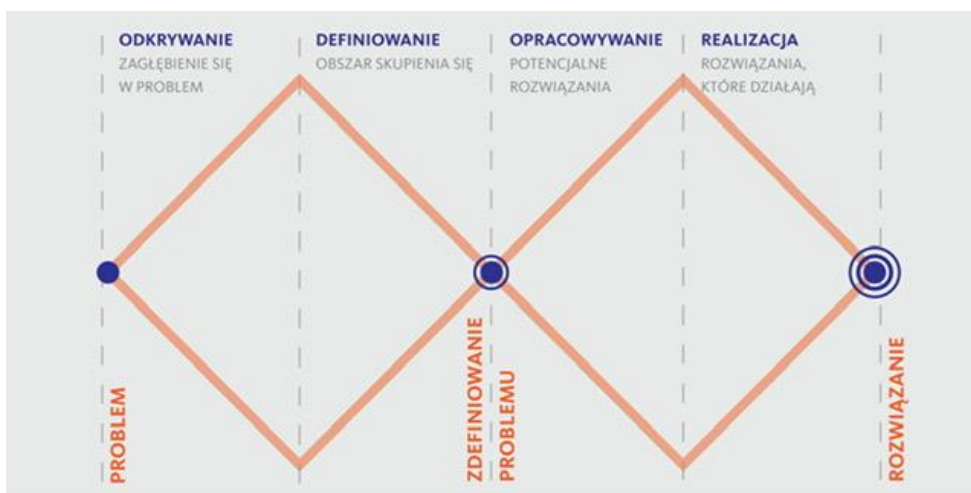 ODKRYWANIE
ZAGŁĘBIENIE SIĘ
W PROBLEM
DEFINIOWANIE
OBSZAR SKUPIENIA SIĘ
OPRACOWYWANIE
POTENCJALNE
ROZWIĄZANIA
REALIZACJA
ROZWIĄZANIA,
KTÓRE DZIAŁAJĄ
PROBLEM
ZDEFINIOWANIE
PROBLEMU
ROZWIĄZANIE